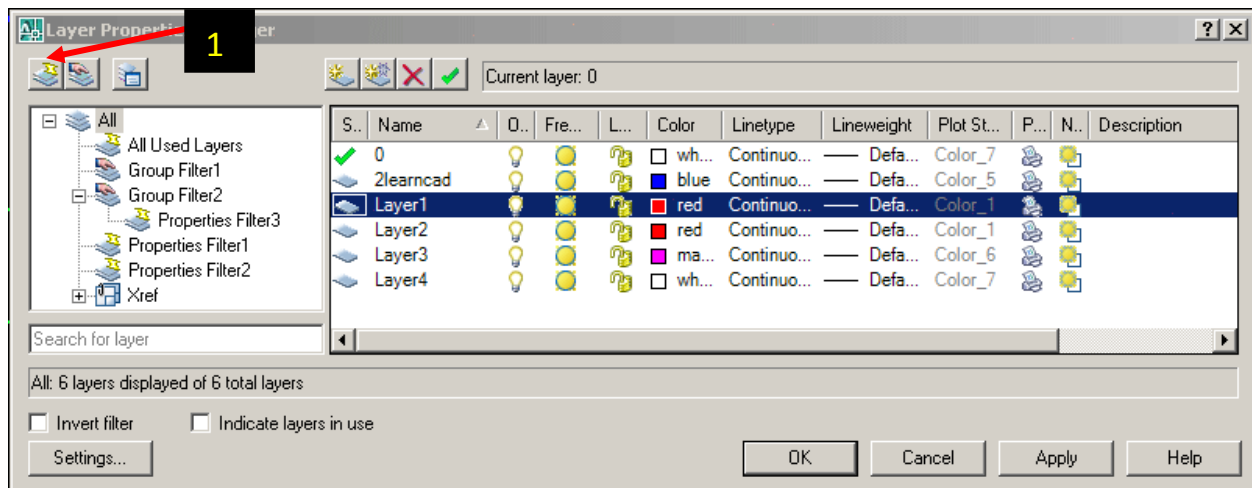 Layer Properti er
1
Current layer: 0
All
All Used Layers
Group Filter1
Group Filter2
Properties Filter3
Properties Filter1
Properties Filter2
Xref
Search for layer
S.. Name O.. Fre... L... Color Linetype Lineweight Plot St... P... N.. Description
0 wh... Continuo... Defa... Color_7
2learncad blue Continuo... Defa... Color_5
Layer1 red Continuo... Defa... Color_1
Layer2 red Continuo... Defa... Color_1
Layer3 ma... Continuo... Defa... Color_6
Layer4 wh... Continuo... Defa... Color_7
All: 6 layers displayed of 6 total layers
Invert filter Indicate layers in use
Settings... OK Cancel Apply Help